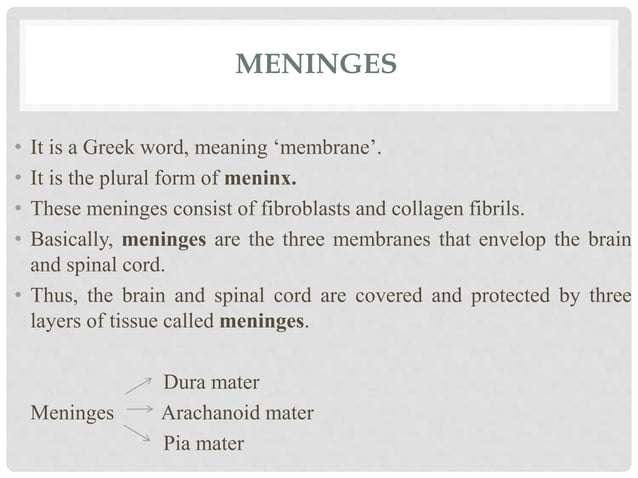 MENINGES
• It is a Greek word, meaning ‘membrane’.
• It is the plural form of meninx.
• These meninges consist of fibroblasts and collagen fibrils.
• Basically, meninges are the three membranes that envelop the brain
and spinal cord.
• Thus, the brain and spinal cord are covered and protected by three
layers of tissue called meninges.
Dura mater
Meninges Arachanoid mater
Pia mater